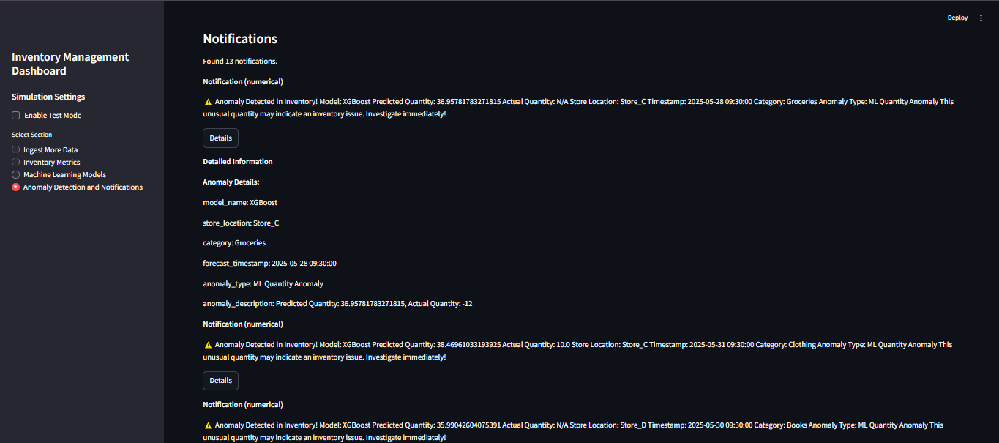 Deploy
Inventory Management
Dashboard
Simulation Settings
Enable Test Mode
Select Section
Ingest More Data
Inventory Metrics
Machine Learning Models
Anomaly Detection and Notifications
Notifications
Found 13 notifications.
Notification (numerical)
⚠️ Anomaly Detected in Inventory! Model: XGBoost Predicted Quantity: 36.95781783271815 Actual Quantity: N/A Store Location: Store_C Timestamp: 2025-05-28 09:30:00 Category: Groceries Anomaly Type: ML Quantity Anomaly This
unusual quantity may indicate an inventory issue. Investigate immediately!
Details
Detailed Information
Anomaly Details:
model_name: XGBoost
store_location: Store_C
category: Groceries
forecast_timestamp: 2025-05-28 09:30:00
anomaly_type: ML Quantity Anomaly
anomaly_description: Predicted Quantity: 36.95781783271815, Actual Quantity: -12
Notification (numerical)
⚠️ Anomaly Detected in Inventory! Model: XGBoost Predicted Quantity: 38.46961033193925 Actual Quantity: 10.0 Store Location: Store_C Timestamp: 2025-05-31 09:30:00 Category: Clothing Anomaly Type: ML Quantity Anomaly This
unusual quantity may indicate an inventory issue. Investigate immediately!
Details
Notification (numerical)
⚠️ Anomaly Detected in Inventory! Model: XGBoost Predicted Quantity: 35.99042604075391 Actual Quantity: N/A Store Location: Store_D Timestamp: 2025-05-30 09:30:00 Category: Books Anomaly Type: ML Quantity Anomaly This
unusual quantity may indicate an inventory issue. Investigate immediately!